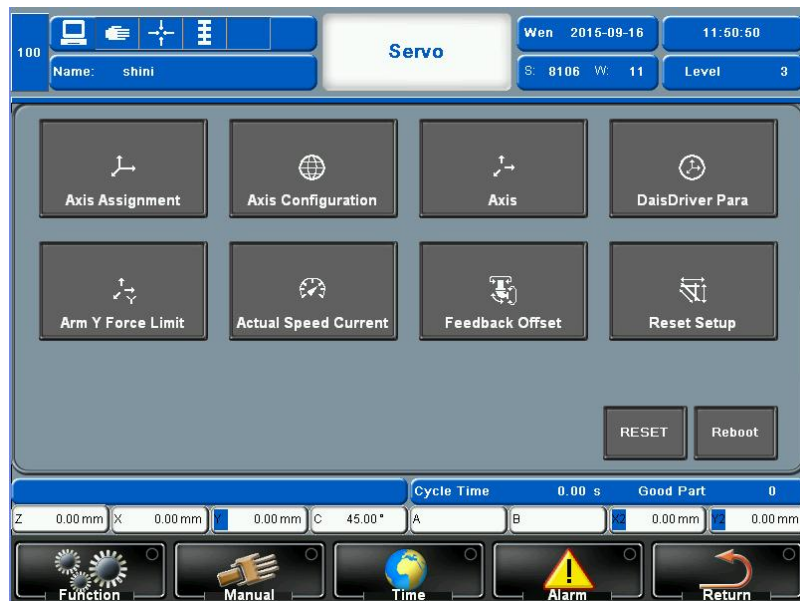 100
Servo
Wen 2015-09-16
11:50:50
Name: shini
S: 8106 W: 11
Level 3
Axis Assignment
Axis Configuration
Axis
DaisDriver Para
Arm Y Force Limit
Actual Speed Current
Feedback Offset
Reset Setup
RESET
Reboot
Cycle Time 0.00 s Good Part 0
Z 0.00 mm X 0.00 mm Y 0.00 mm C 45.00° A B X2 0.00 mm Y2 0.00 mm
Function
Manual
Time
Alarm
Return